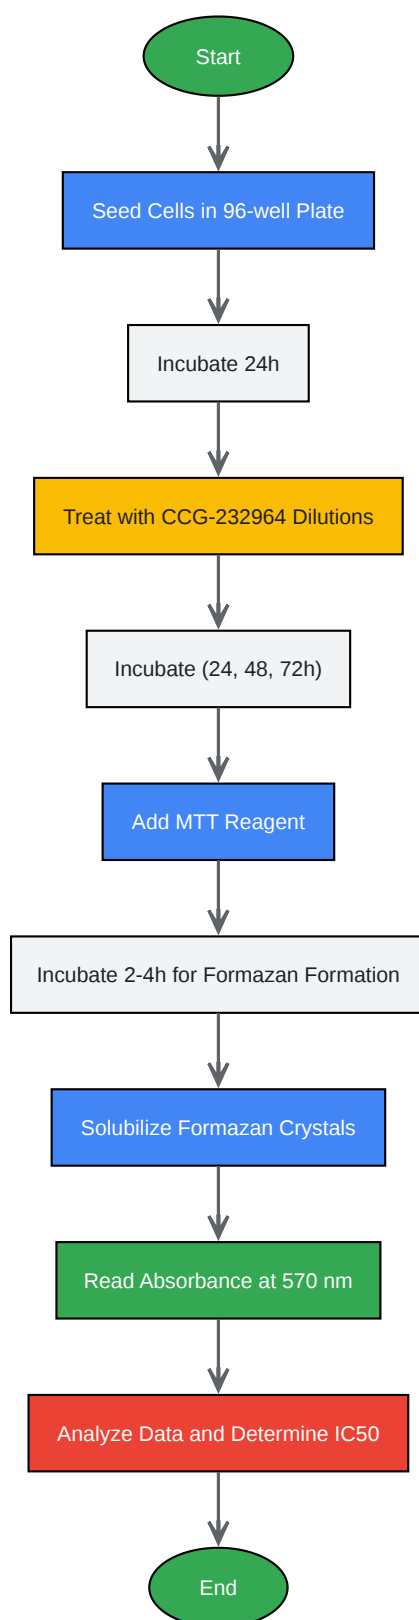 Start
Seed Cells in 96-well Plate
Incubate 24h
Treat with CCG-232964 Dilutions
Incubate (24, 48, 72h)
Add MTT Reagent
Incubate 2-4h for Formazan Formation
Solubilize Formazan Crystals
Read Absorbance at 570 nm
Analyze Data and Determine IC50
End